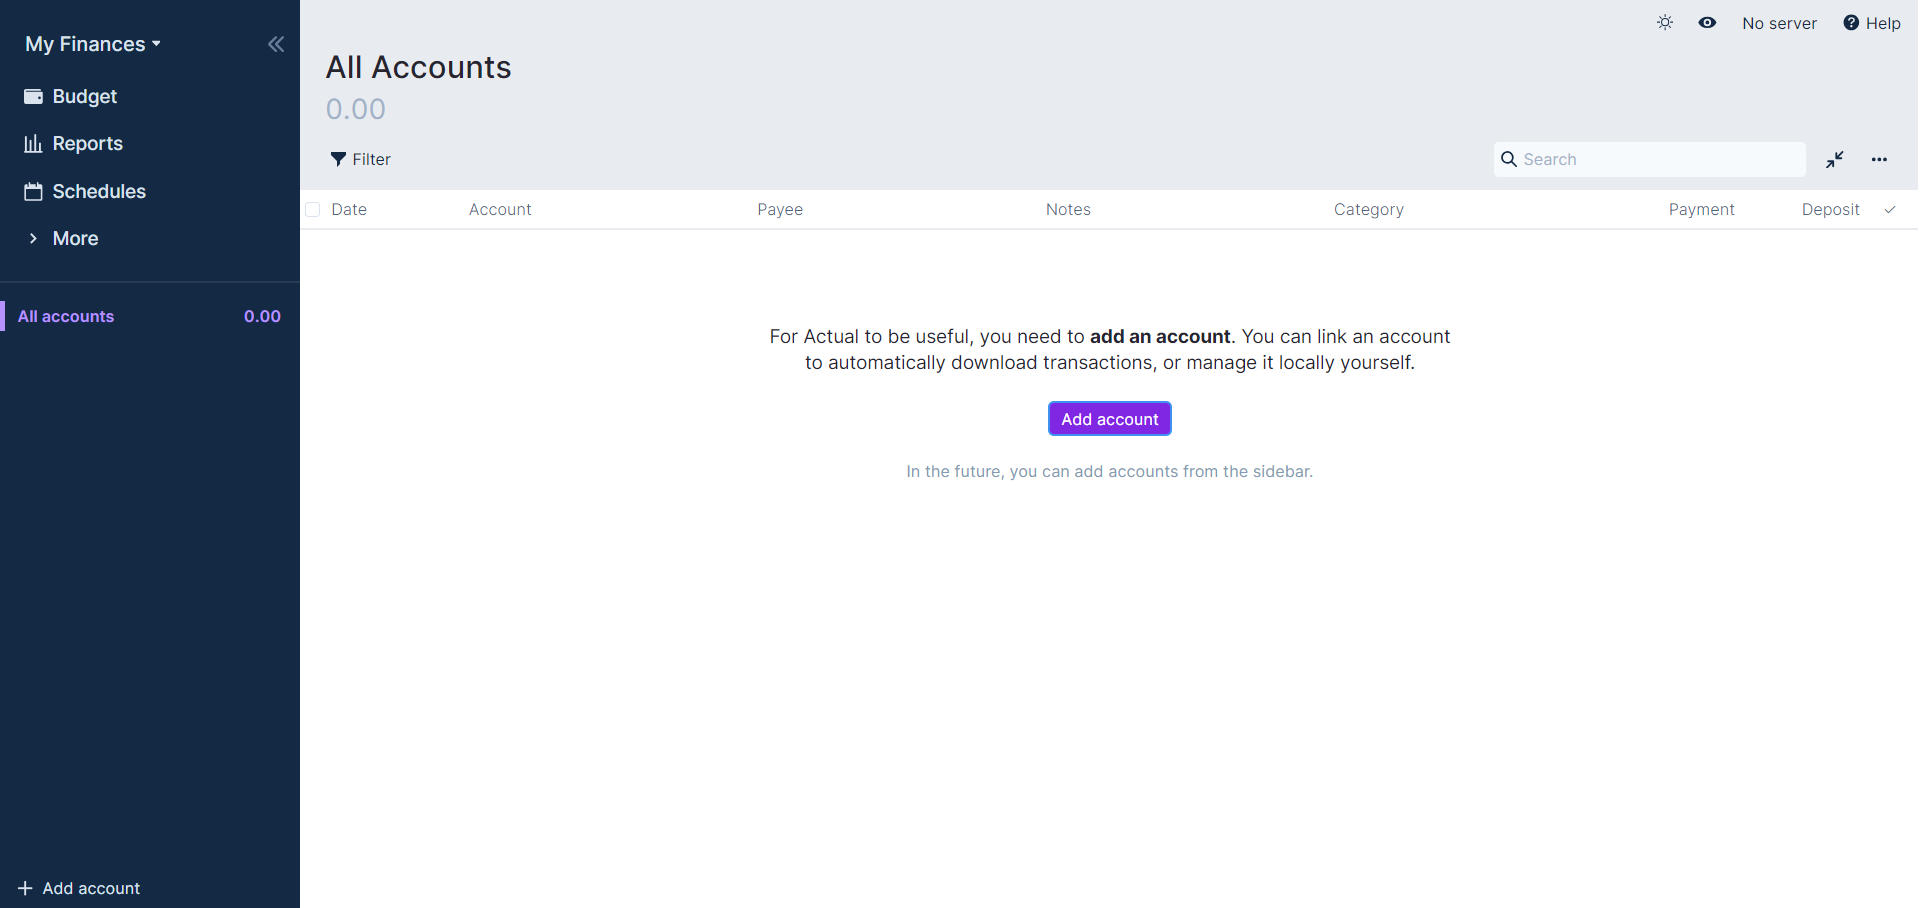 My Finances
Budget
Reports
Schedules
More
All accounts 0.00
Add account
No server
Help
All Accounts
0.00
Filter
Search
Date Account Payee Notes Category Payment Deposit
For Actual to be useful, you need to add an account. You can link an account
to automatically download transactions, or manage it locally yourself.
Add account
In the future, you can add accounts from the sidebar.